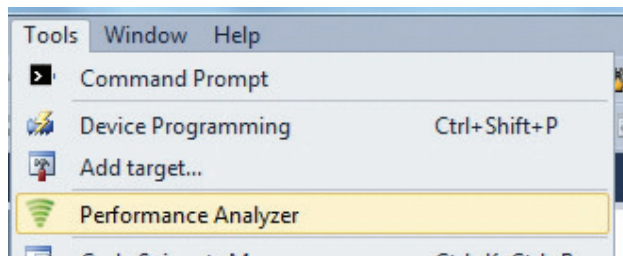 Tools Window Help
Command Prompt
Device Programming Ctrl+Shift+P
Add target...
Performance Analyzer